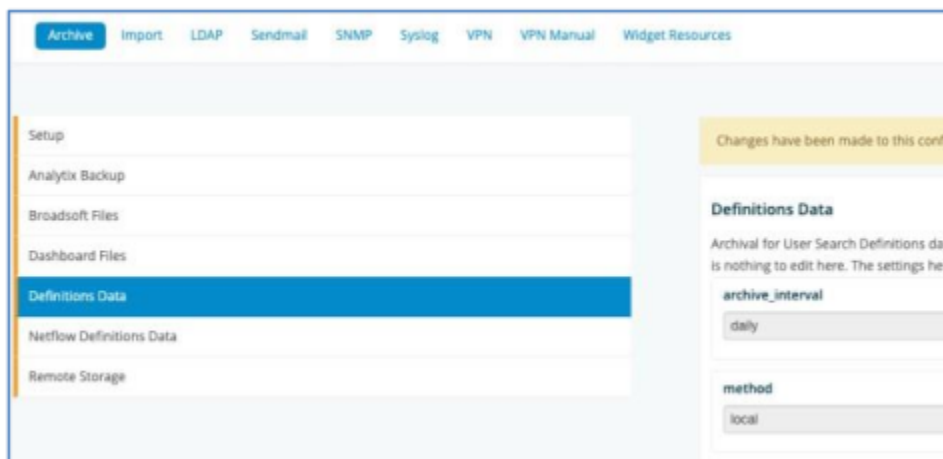 Archive Import LDAP Sendmail SNMP Syslog VPN VPN Manual Widget Resources
Setup
Analytix Backup
Broadsoft Files
Dashboard Files
Definitions Data
Netflow Definitions Data
Remote Storage
Changes have been made to this conf
Definitions Data
Archival for User Search Definitions da
is nothing to edit here. The settings he
archive_interval
daily
method
local